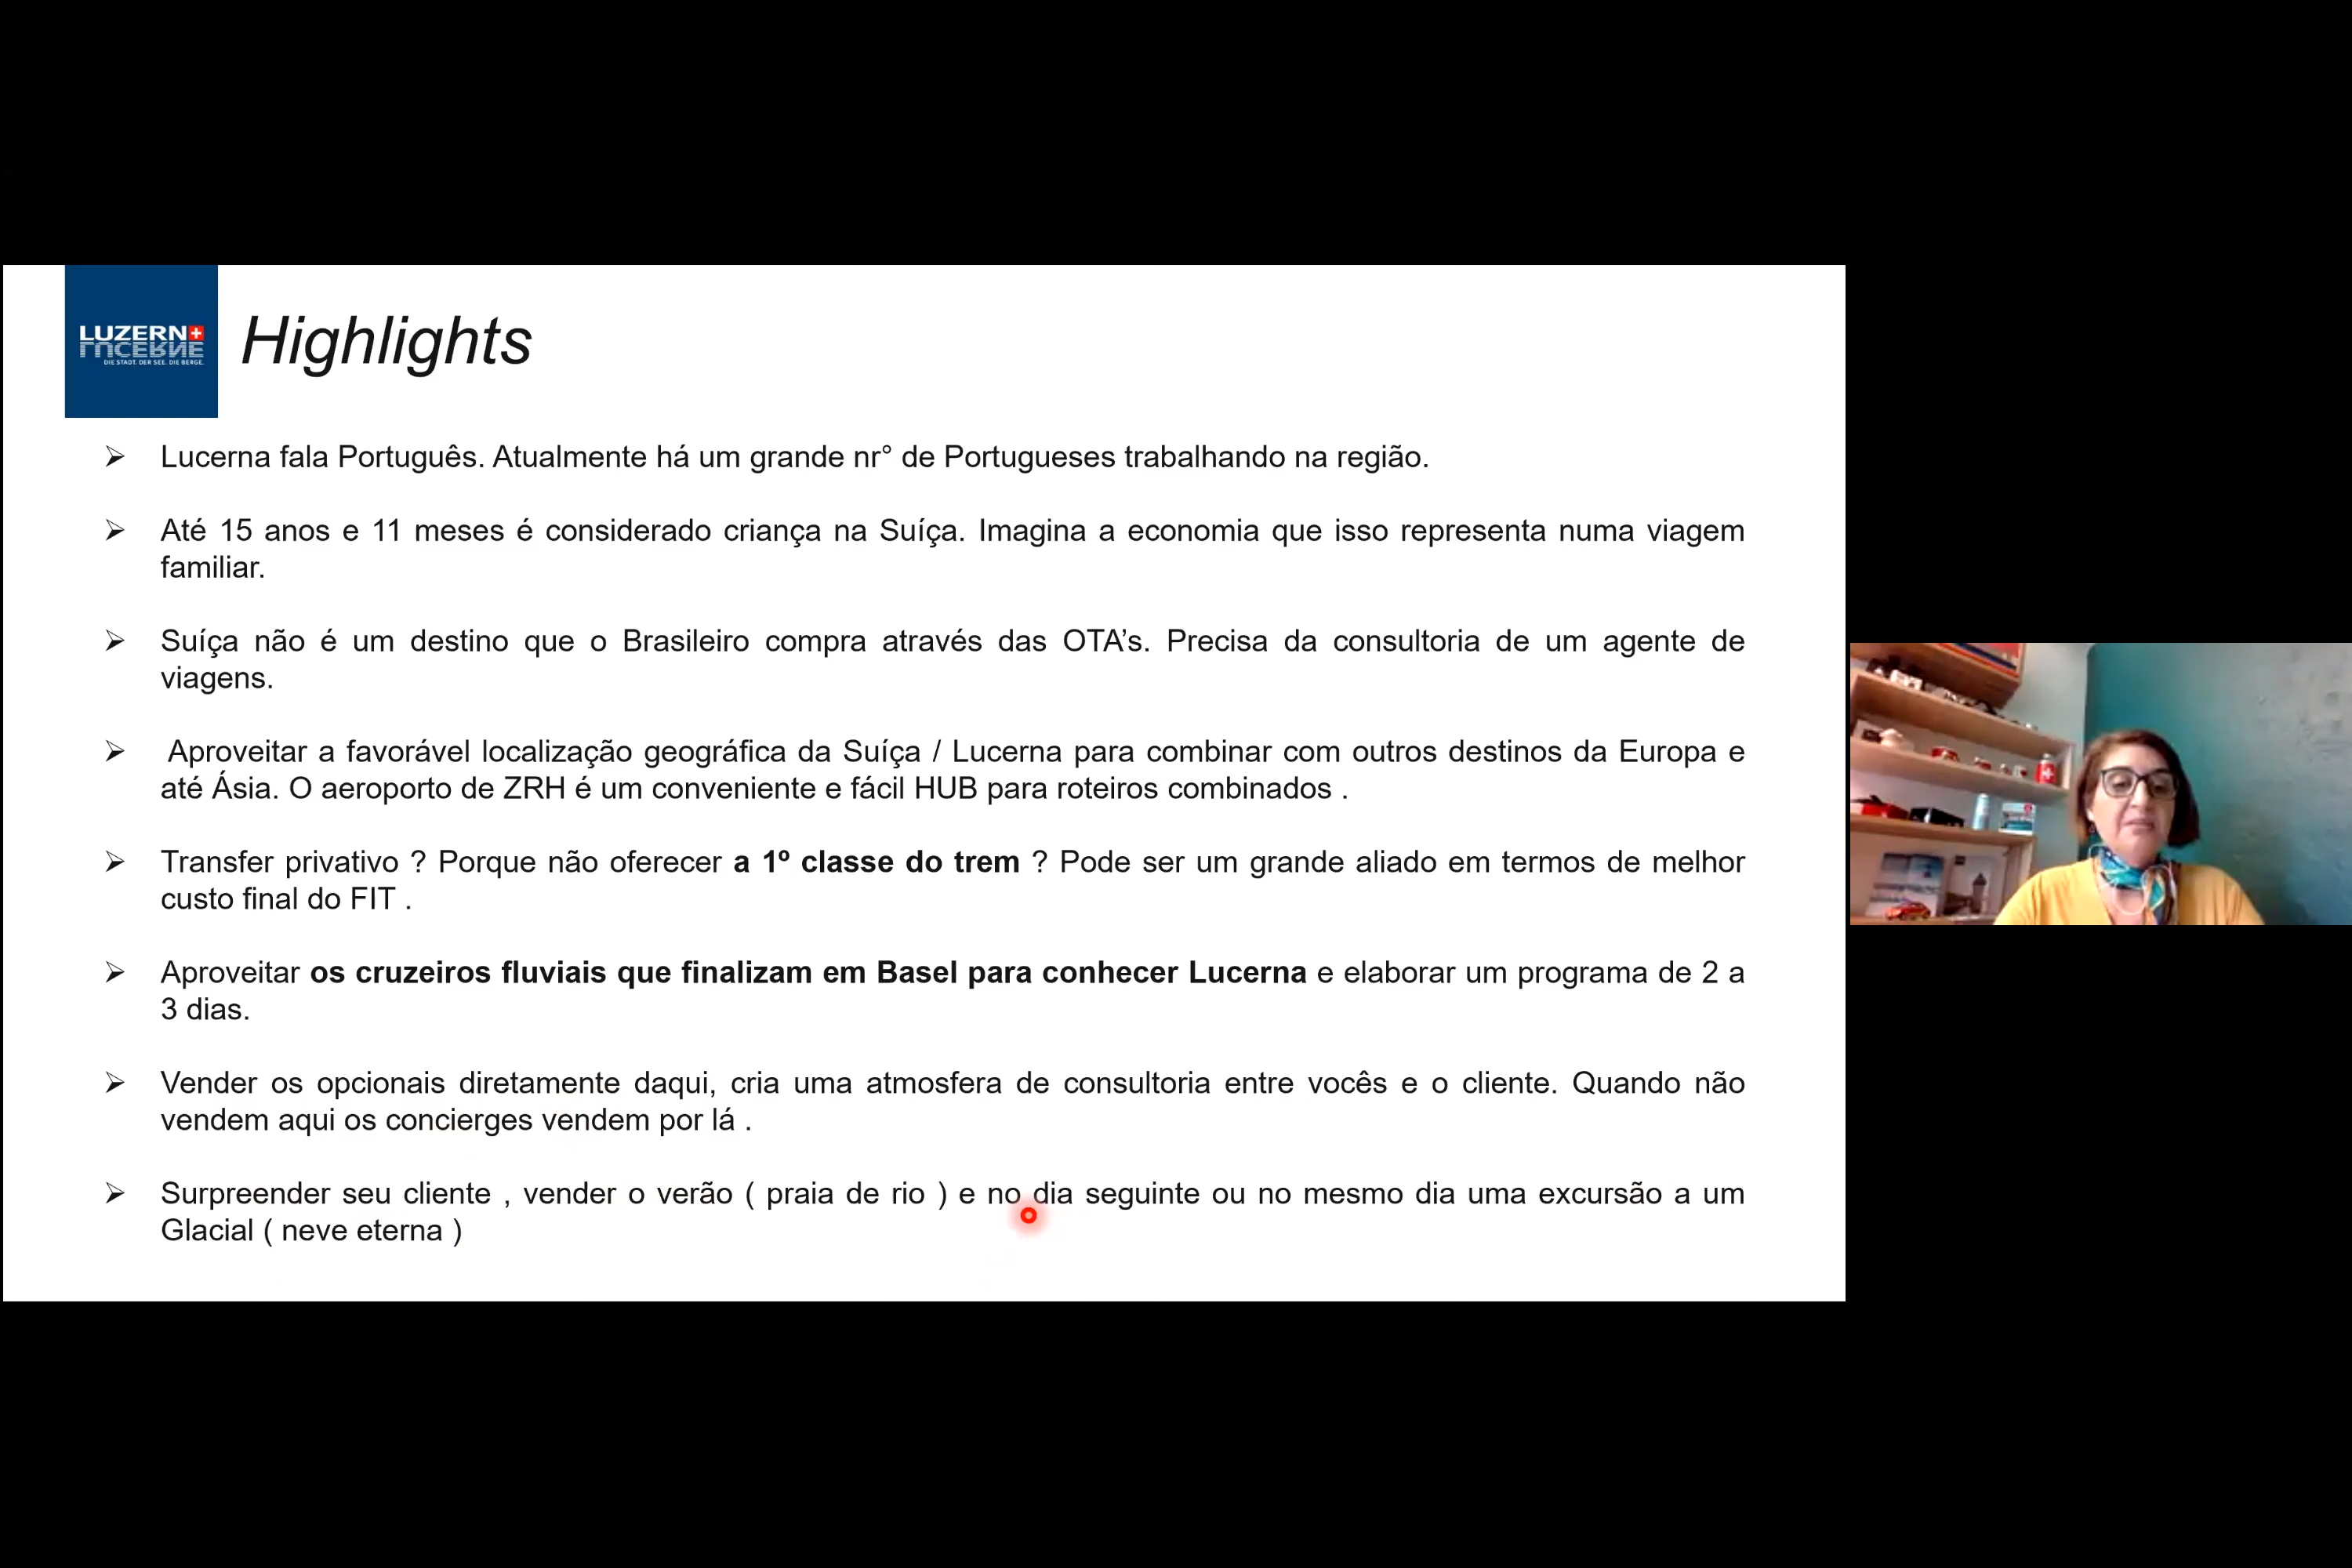 LUZERN
LUCERNE
DIE STADT. DER SEE. DIE BERGE.
Highlights
➢ Lucerna fala Português. Atualmente há um grande nr° de Portugueses trabalhando na região.
➢ Até 15 anos e 11 meses é considerado criança na Suíça. Imagina a economia que isso representa numa viagem
familiar.
➢ Suíça não é um destino que o Brasileiro compra através das OTA’s. Precisa da consultoria de um agente de
viagens.
➢ Aproveitar a favorável localização geográfica da Suíça / Lucerna para combinar com outros destinos da Europa e
até Ásia. O aeroporto de ZRH é um conveniente e fácil HUB para roteiros combinados .
➢ Transfer privativo ? Porque não oferecer a 1º classe do trem ? Pode ser um grande aliado em termos de melhor
custo final do FIT .
➢ Aproveitar os cruzeiros fluviais que finalizam em Basel para conhecer Lucerna e elaborar um programa de 2 a
3 dias.
➢ Vender os opcionais diretamente daqui, cria uma atmosfera de consultoria entre vocês e o cliente. Quando não
vendem aqui os concierges vendem por lá .
➢ Surpreender seu cliente , vender o verão ( praia de rio ) e no dia seguinte ou no mesmo dia uma excursão a um
Glacial ( neve eterna )